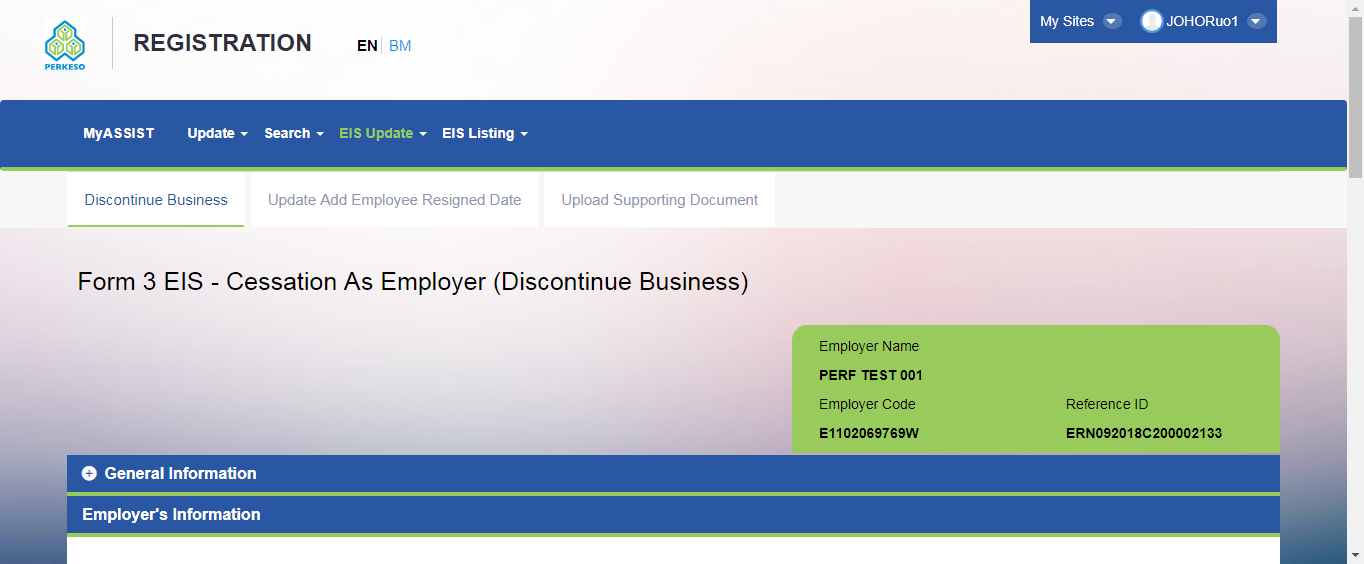 My Sites JOHORuo1
PERKESO
REGISTRATION EN BM
MyASSIST Update Search EIS Update EIS Listing
Discontinue Business Update Add Employee Resigned Date Upload Supporting Document
Form 3 EIS - Cessation As Employer (Discontinue Business)
Employer Name
PERF TEST 001
Employer Code Reference ID
E1102069769W ERN092018C200002133
General Information
Employer's Information